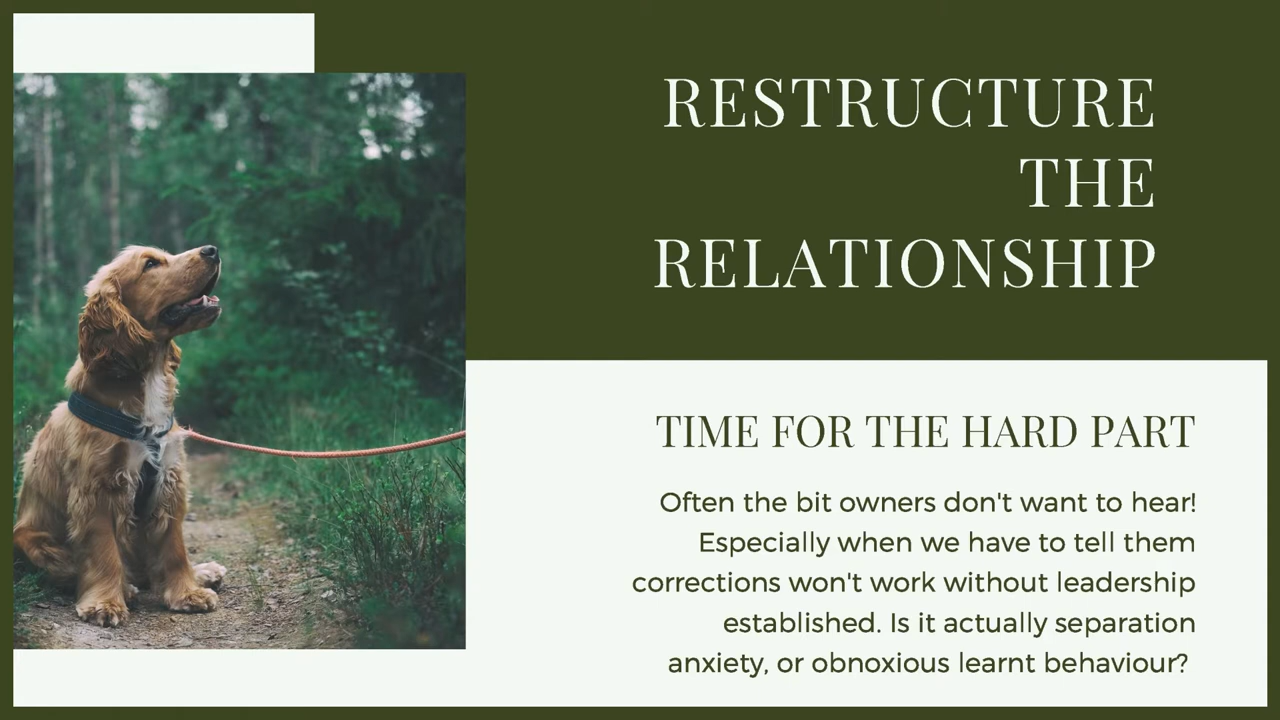 RESTRUCTURE
THE
RELATIONSHIP
TIME FOR THE HARD PART
Often the bit owners don't want to hear!
Especially when we have to tell them
corrections won't work without leadership
established. Is it actually separation
anxiety, or obnoxious learnt behaviour?